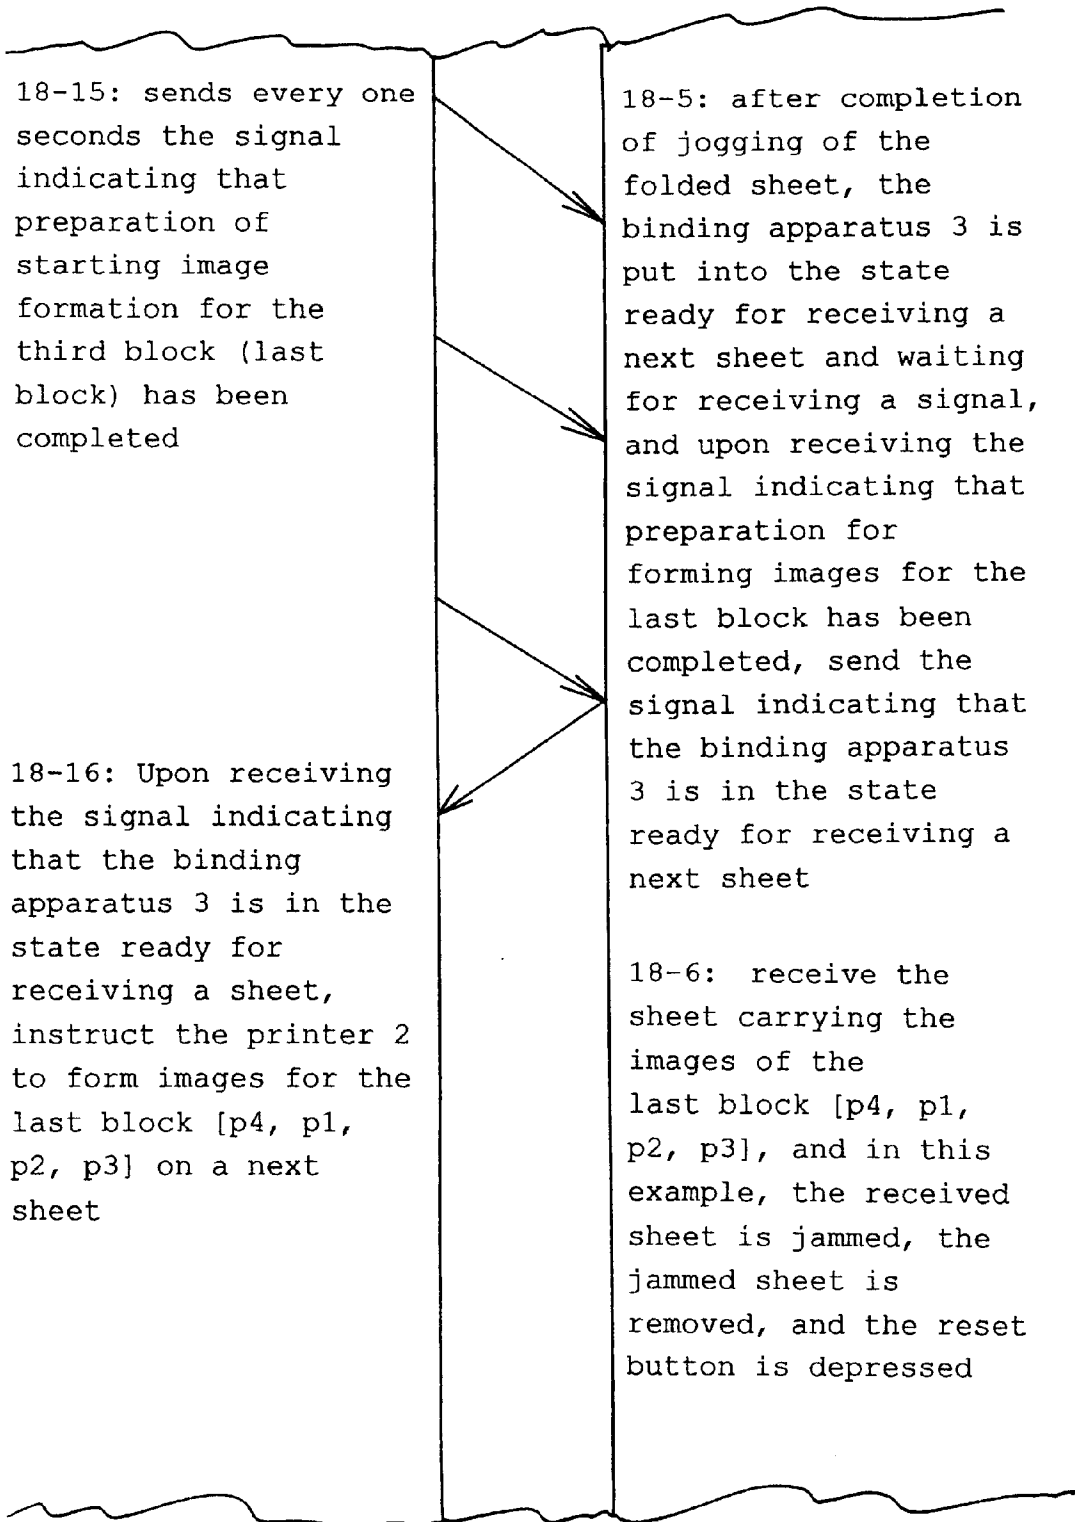 18-15: sends every one
seconds the signal
indicating that
preparation of
starting image
formation for the
third block (last
block) has been
completed
18-16: Upon receiving
the signal indicating
that the binding
apparatus 3 is in the
state ready for
receiving a sheet,
instruct the printer 2
to form images for the
last block [p4, p1,
p2, p3] on a next
sheet
18-5: after completion
of jogging of the
folded sheet, the
binding apparatus 3 is
put into the state
ready for receiving a
next sheet and waiting
for receiving a signal,
and upon receiving the
signal indicating that
preparation for
forming images for the
last block has been
completed, send the
signal indicating that
the binding apparatus
3 is in the state
ready for receiving a
next sheet
18-6: receive the
sheet carrying the
images of the
last block [p4, p1,
p2, p3], and in this
example, the received
sheet is jammed, the
jammed sheet is
removed, and the reset
button is depressed